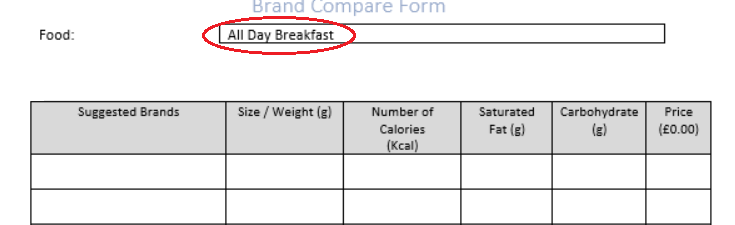 Brand Compare Form
Food: All Day Breakfast
Suggested Brands Size / Weight (g) Number of Calories (Kcal) Saturated Fat (g) Carbohydrate (g) Price (£0.00)